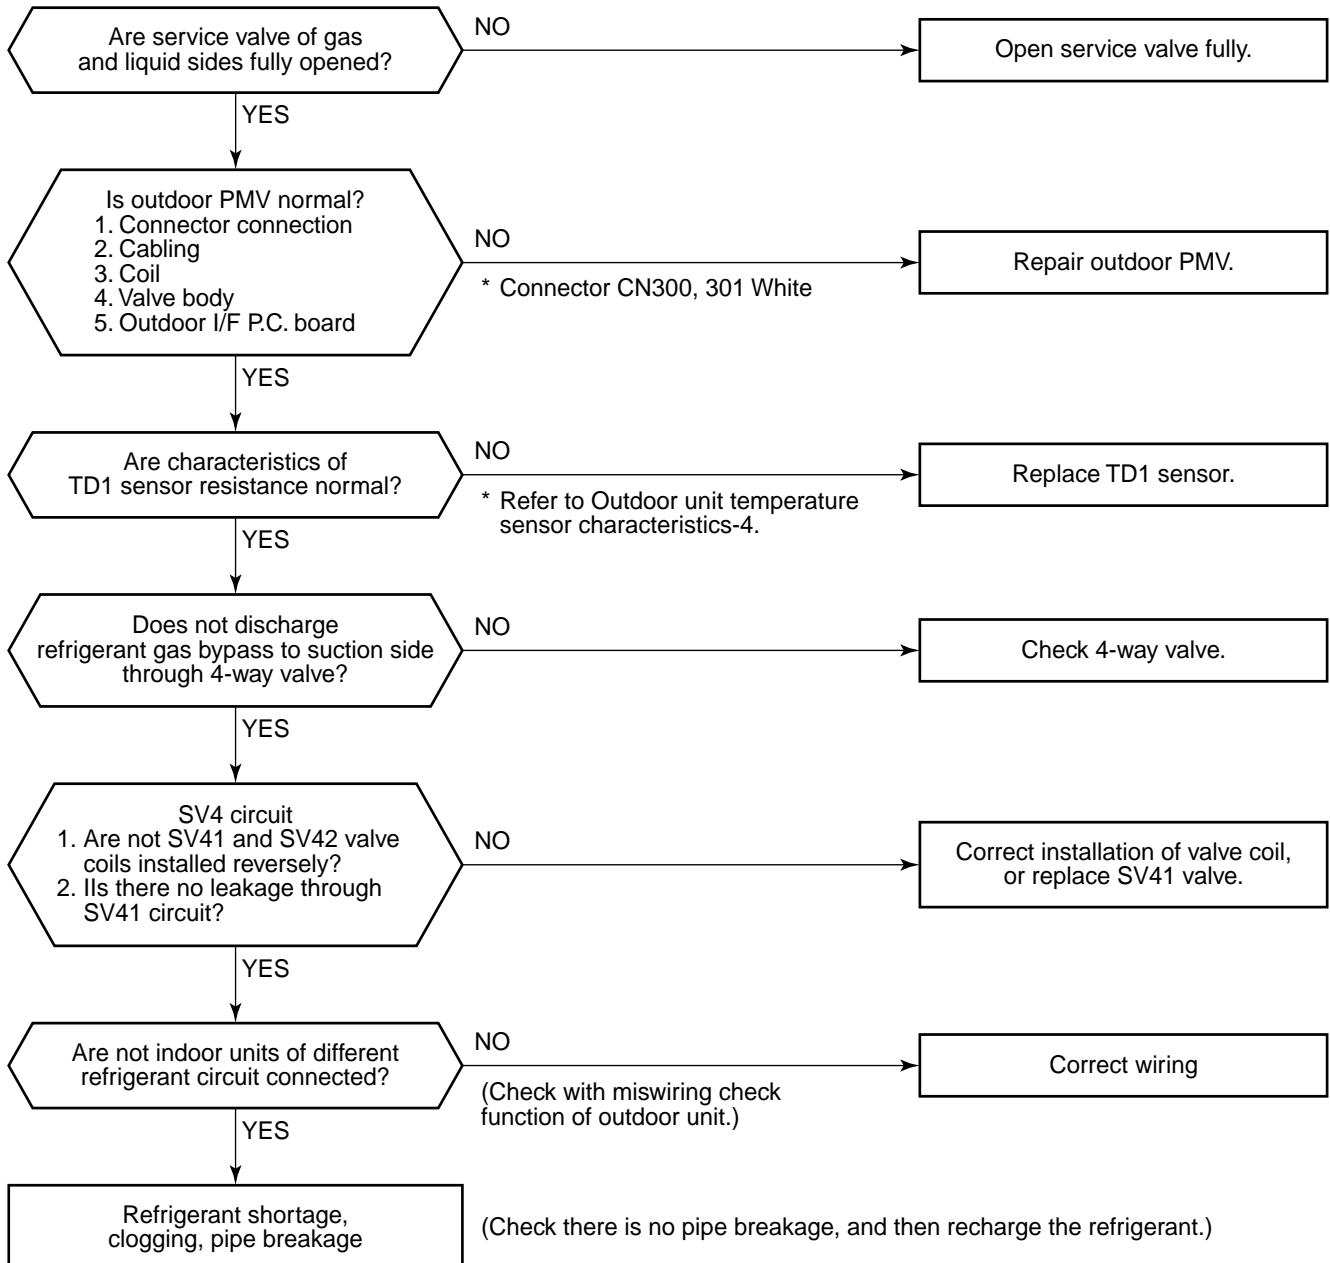 Are service valve of gas
and liquid sides fully opened?
NO
Open service valve fully.
YES
Is outdoor PMV normal?
1. Connector connection
2. Cabling
3. Coil
4. Valve body
5. Outdoor I/F P.C. board
NO
* Connector CN300, 301 White
Repair outdoor PMV.
YES
Are characteristics of
TD1 sensor resistance normal?
NO
* Refer to Outdoor unit temperature
sensor characteristics-4.
Replace TD1 sensor.
YES
Does not discharge
refrigerant gas bypass to suction side
through 4-way valve?
NO
Check 4-way valve.
YES
SV4 circuit
1. Are not SV41 and SV42 valve
coils installed reversely?
2. IIs there no leakage through
SV41 circuit?
NO
Correct installation of valve coil,
or replace SV41 valve.
YES
Are not indoor units of different
refrigerant circuit connected?
NO
(Check with miswiring check
function of outdoor unit.)
Correct wiring
YES
Refrigerant shortage,
clogging, pipe breakage
(Check there is no pipe breakage, and then recharge the refrigerant.)